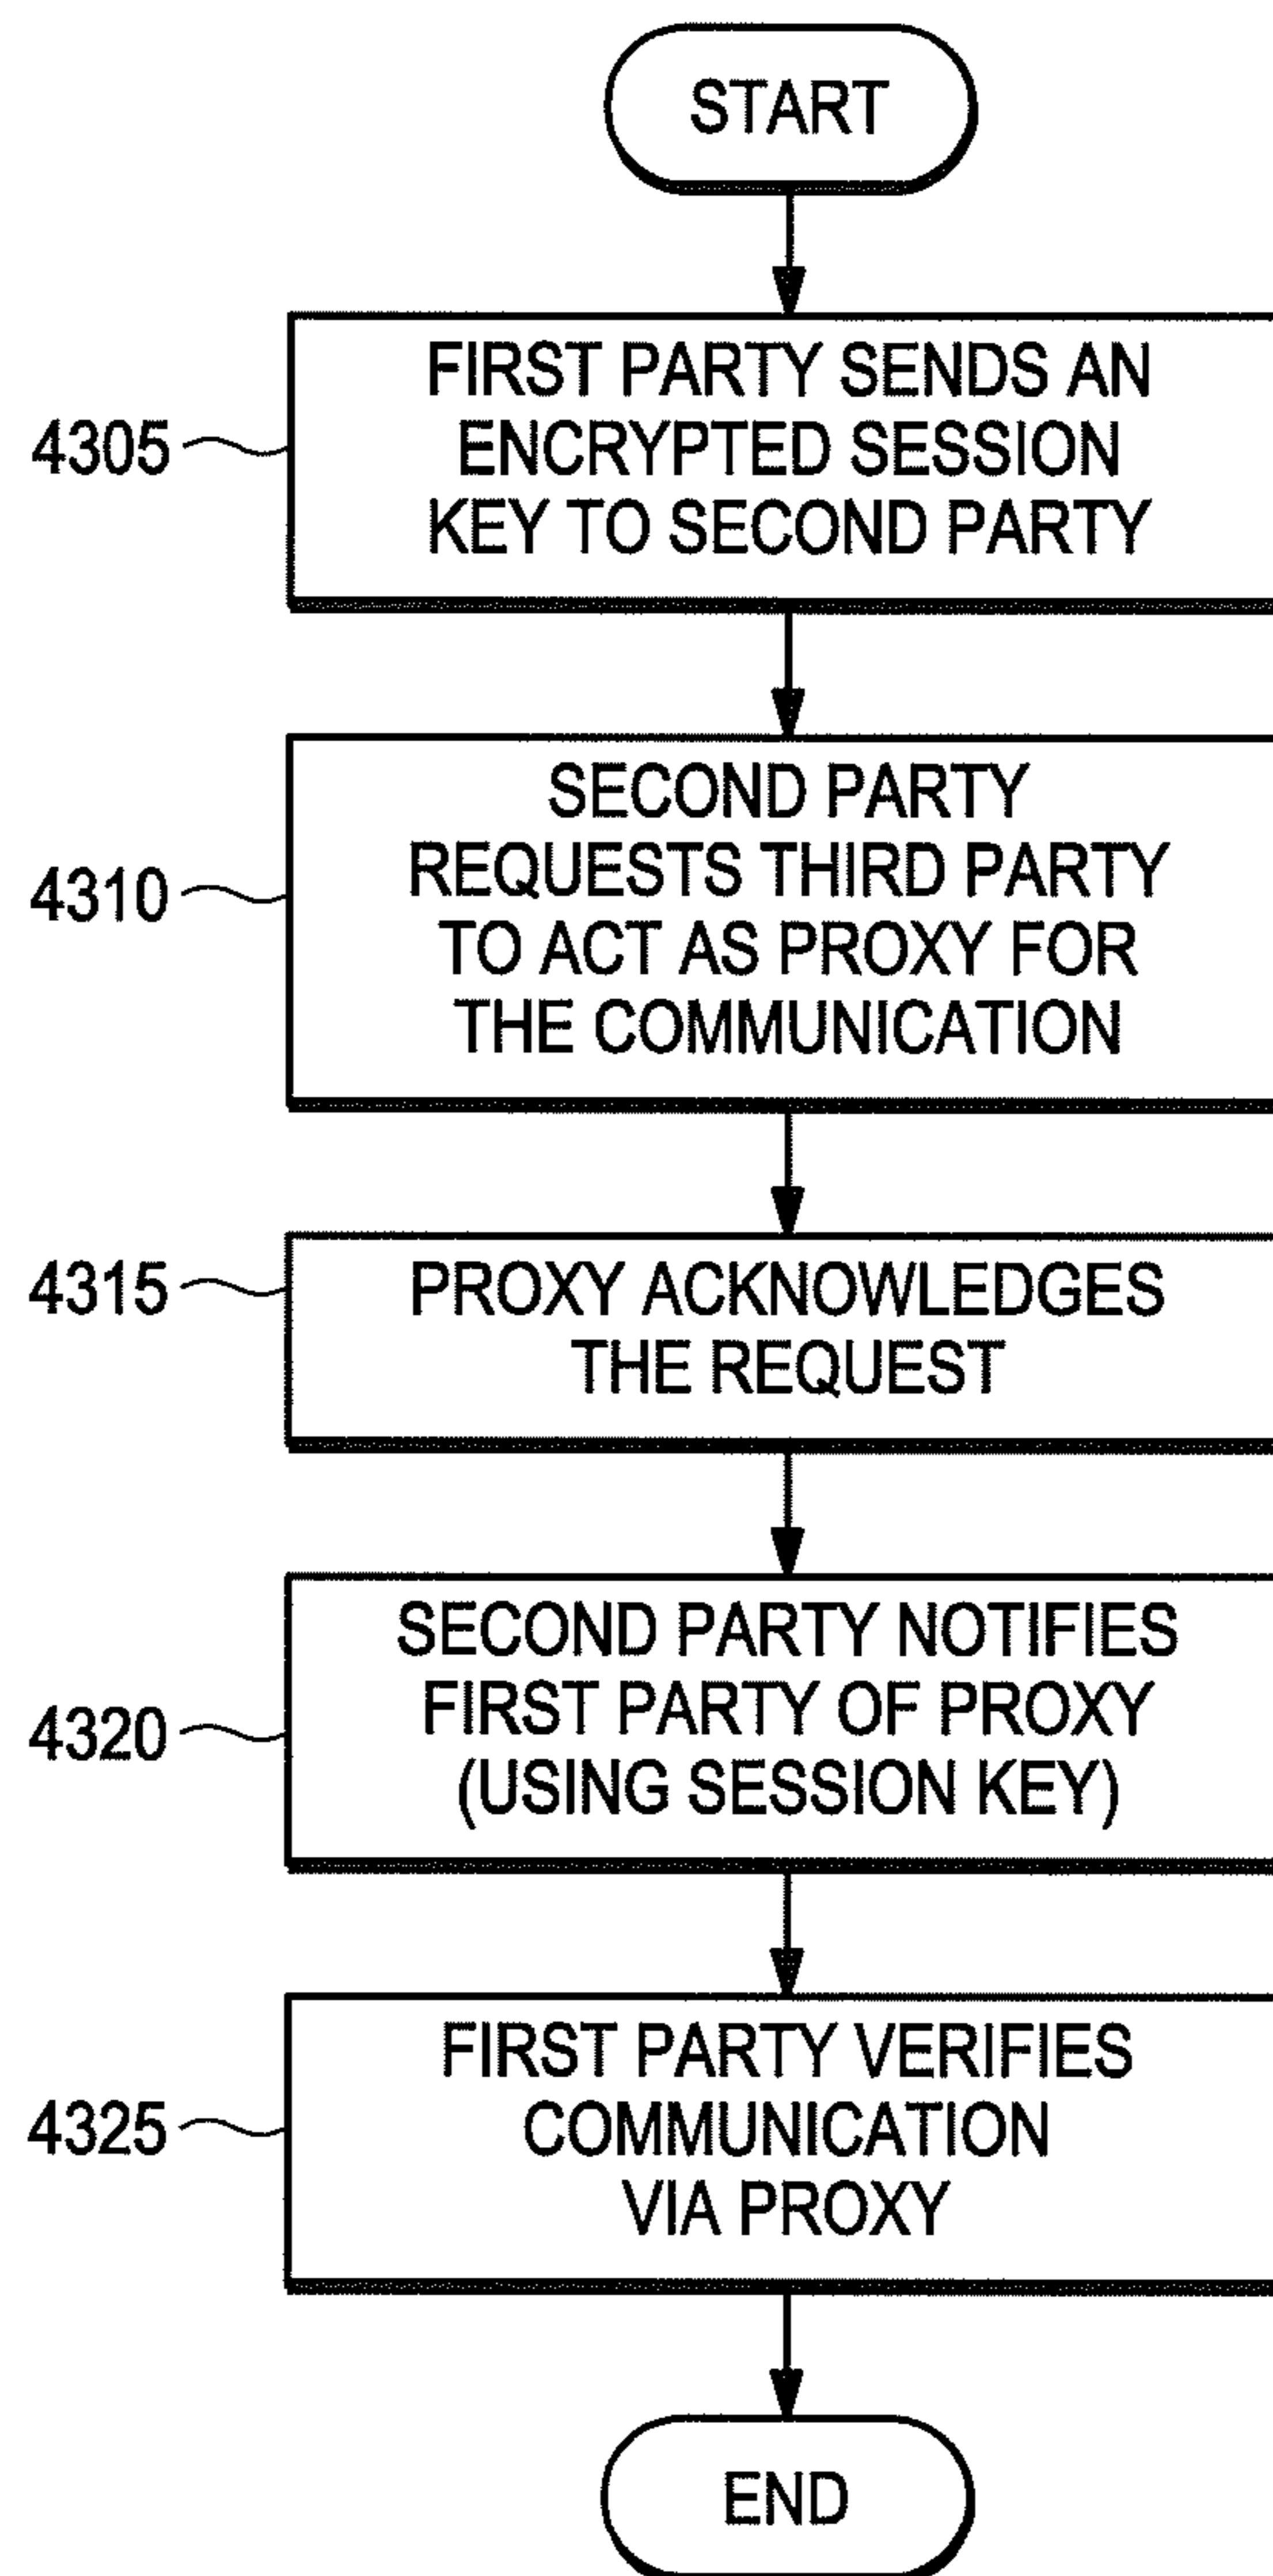 START
FIRST PARTY SENDS AN
ENCRYPTED SESSION
KEY TO SECOND PARTY
4305
SECOND PARTY
REQUESTS THIRD PARTY
TO ACT AS PROXY FOR
THE COMMUNICATION
4310
PROXY ACKNOWLEDGES
THE REQUEST
4315
SECOND PARTY NOTIFIES
FIRST PARTY OF PROXY
(USING SESSION KEY)
4320
FIRST PARTY VERIFIES
COMMUNICATION
VIA PROXY
4325
END